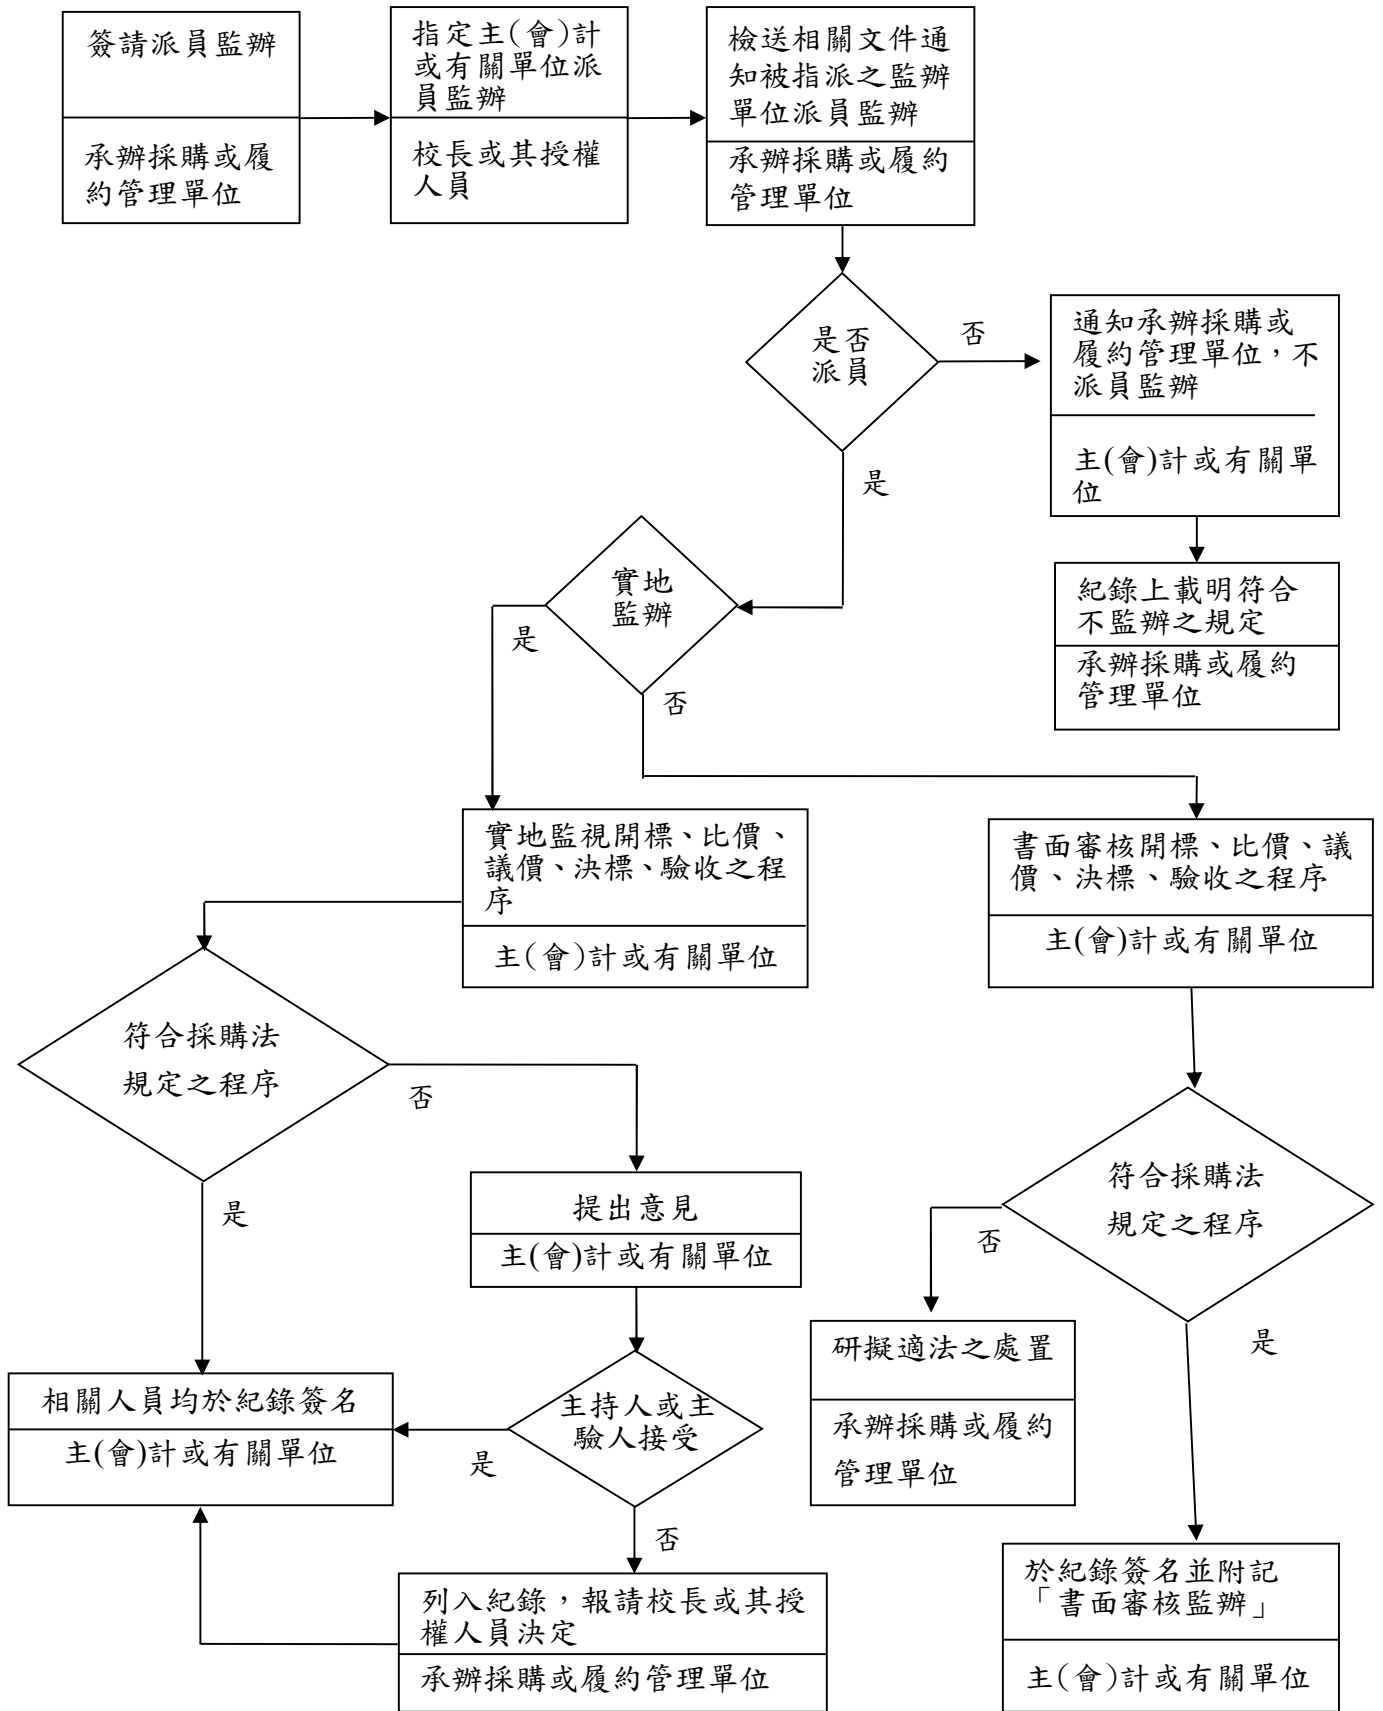 簽請派員監辦
承辦採購或履
約管理單位
指定主(會)計
或有關單位派
員監辦
校長或其授權
人員
檢送相關文件通
知被指派之監辦
單位派員監辦
承辦採購或履約
管理單位
是否
派員
否
是
通知承辦採購或
履約管理單位，不
派員監辦
主(會)計或有關單
位
紀錄上載明符合
不監辦之規定
承辦採購或履約
管理單位
實地
監辦
是
否
實地監視開標、比價、
議價、決標、驗收之程
序
主(會)計或有關單位
書面審核開標、比價、議
價、決標、驗收之程序
主(會)計或有關單位
符合採購法
規定之程序
否
是
提出意見
主(會)計或有關單位
符合採購法
規定之程序
否
是
研擬適法之處置
承辦採購或履約
管理單位
相關人員均於紀錄簽名
主(會)計或有關單位
主持人或主
驗人接受
是
否
列入紀錄，報請校長或其授
權人員決定
承辦採購或履約管理單位
於紀錄簽名並附記
「書面審核監辦」
主(會)計或有關單位